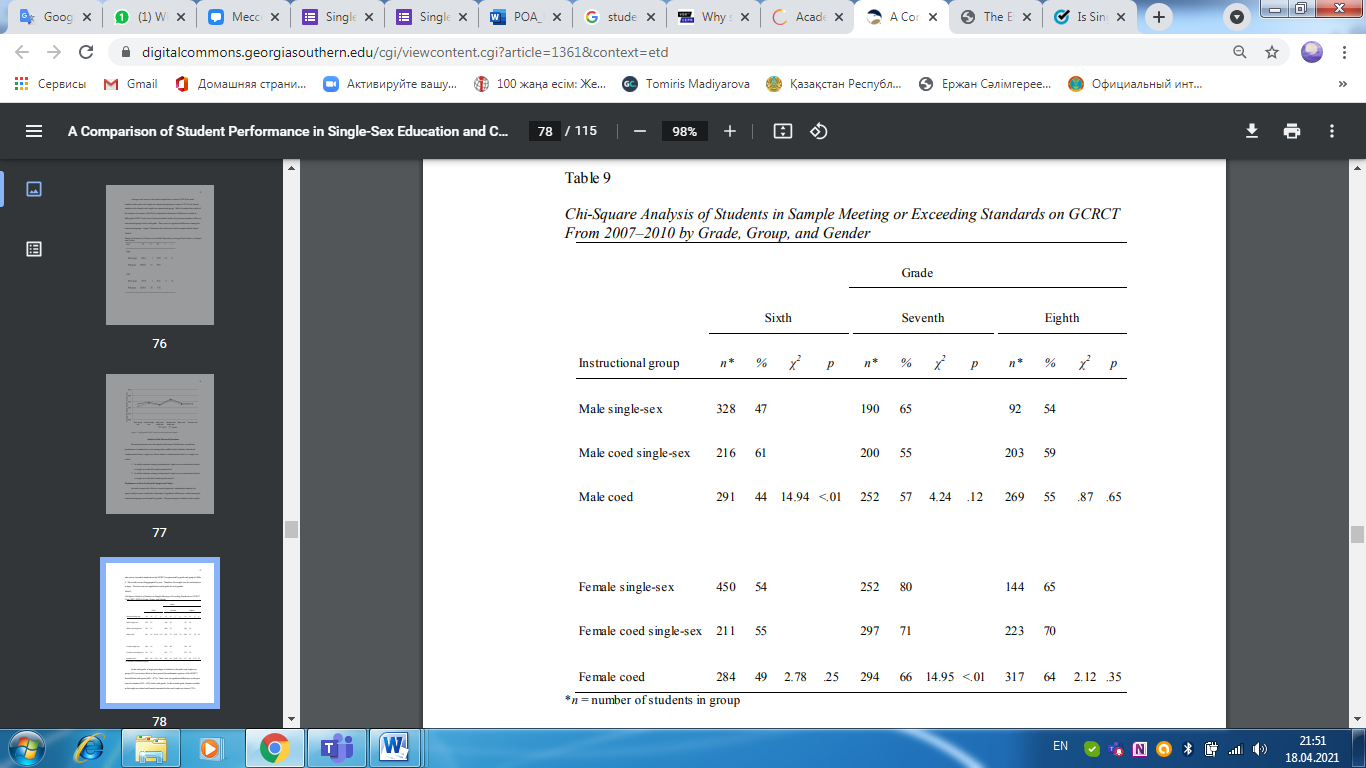 Goog
(1) W
Месс
Single
Single
POA_
stude
Why s
Acade
A Cor
The E
Is Sin
digitalcommons.georgiasouthern.edu/cgi/viewcontent.cgi?article=1361&context=etd
Сервисы Gmail Домашняя страни... Активируйте вашу... 100 жаңа есім: Же... Tomiris Madiyarova Қазақстан Республ... Ержан Сәлімгерее... Официальный инт... »
A Comparison of Student Performance in Single-Sex Education and C... 78 / 115 98%
76
77
78
Table 9
Chi-Square Analysis of Students in Sample Meeting or Exceeding Standards on GCRCT
From 2007–2010 by Grade, Group, and Gender
Grade
Sixth Seventh Eighth
Instructional group n* % χ2 p n* % χ2 p n* % χ2 p
Male single-sex 328 47 190 65 92 54
Male coed single-sex 216 61 200 55 203 59
Male coed 291 44 14.94 <.01 252 57 4.24 .12 269 55 .87 .65
Female single-sex 450 54 252 80 144 65
Female coed single-sex 211 55 297 71 223 70
Female coed 284 49 2.78 .25 294 66 14.95 <.01 317 64 2.12 .35
*n = number of students in group
EN
21:51
18.04.2021